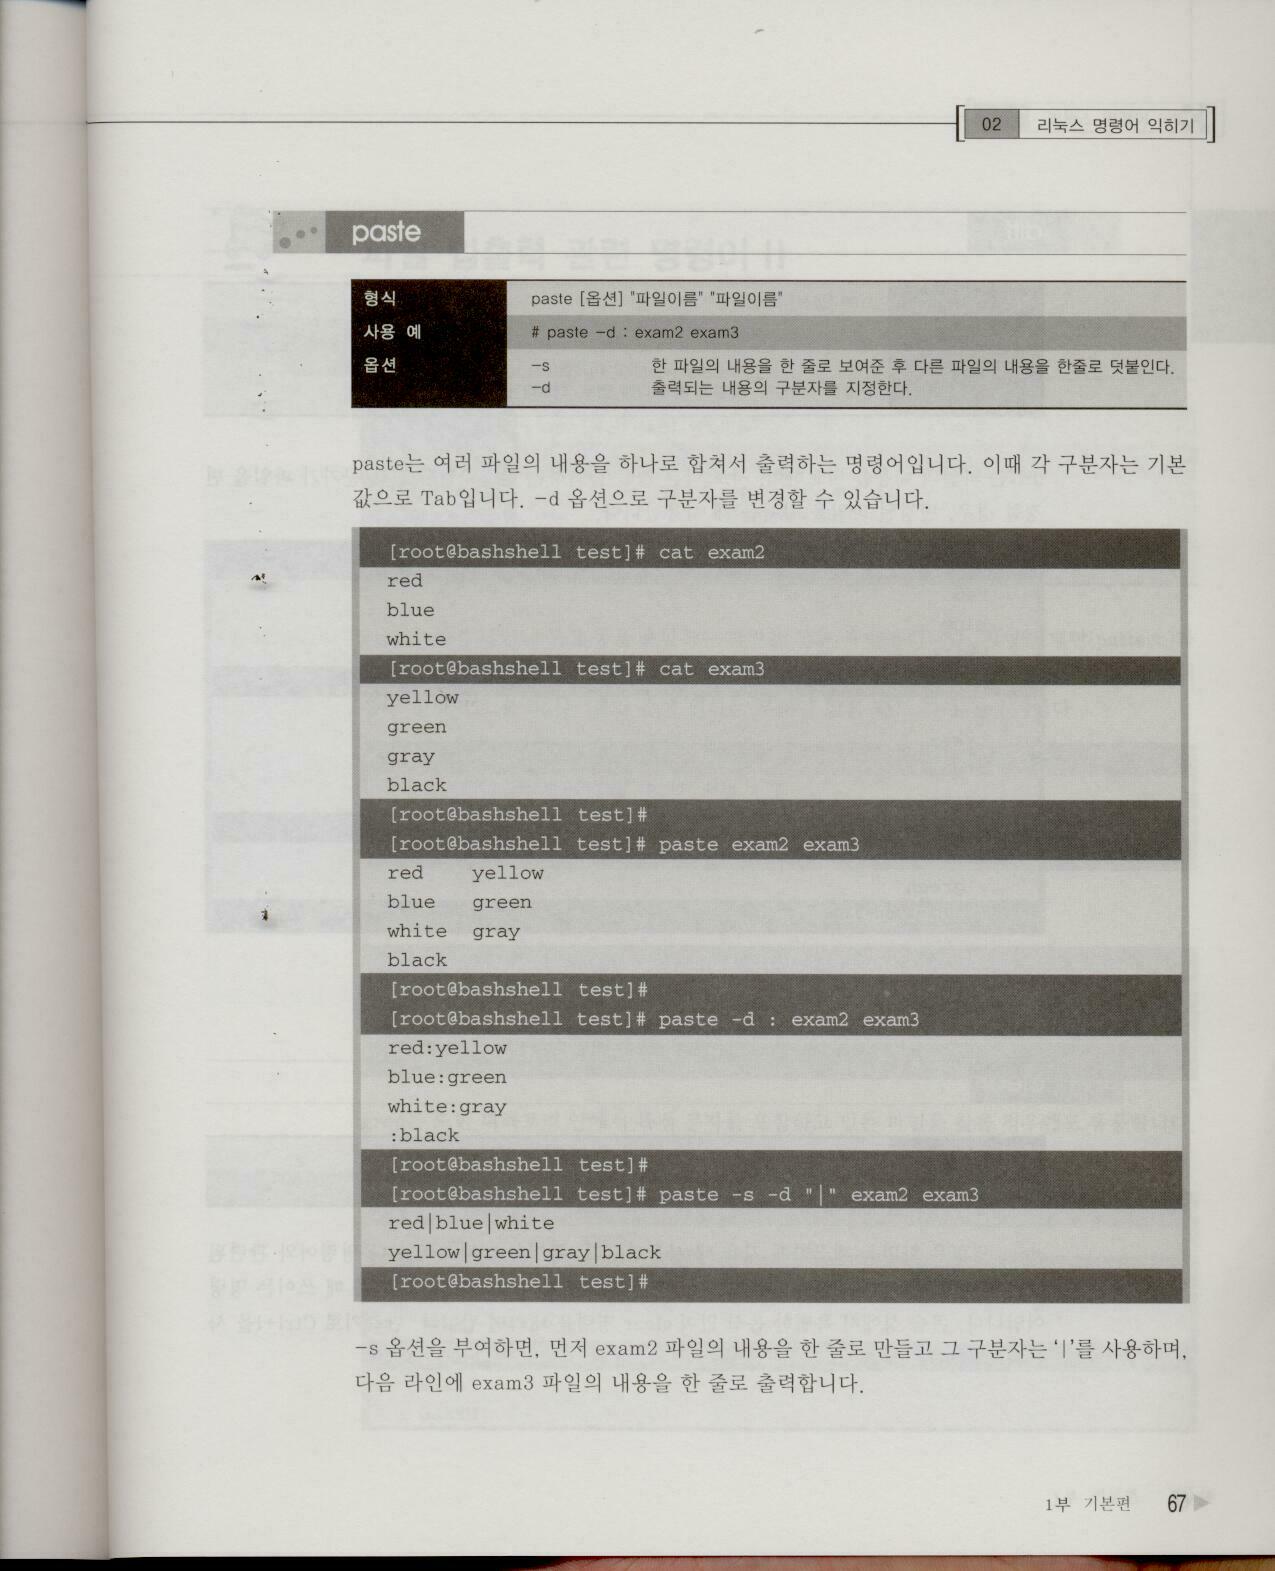 02 리눅스 명령어 익히기
paste
형식 paste [옵션] "파일이름" "파일이름"
사용 예 # paste -d : exam2 exam3
옵션 -s 한 파일의 내용을 한 줄로 보여준 후 다른 파일의 내용을 한줄로 덧붙인다.
-d 출력되는 내용의 구분자를 지정한다.
paste는 여러 파일의 내용을 하나로 합쳐서 출력하는 명령어입니다. 이때 각 구분자는 기본
값으로 Tab입니다. -d 옵션으로 구분자를 변경할 수 있습니다.
[root@bashshell test]# cat exam2
red
blue
white
[root@bashshell test]# cat exam3
yellow
green
gray
black
[root@bashshell test]#
[root@bashshell test]# paste exam2 exam3
red yellow
blue green
white gray
black
[root@bashshell test]#
[root@bashshell test]# paste -d : exam2 exam3
red:yellow
blue:green
white:gray
:black
[root@bashshell test]#
[root@bashshell test]# paste -s -d "|" exam2 exam3
red|blue|white
yellow|green|gray|black
[root@bashshell test]#
-s 옵션을 부여하면, 먼저 exam2 파일의 내용을 한 줄로 만들고 그 구분자는 '|'를 사용하며,
다음 라인에 exam3 파일의 내용을 한 줄로 출력합니다.
1부 기본편 67